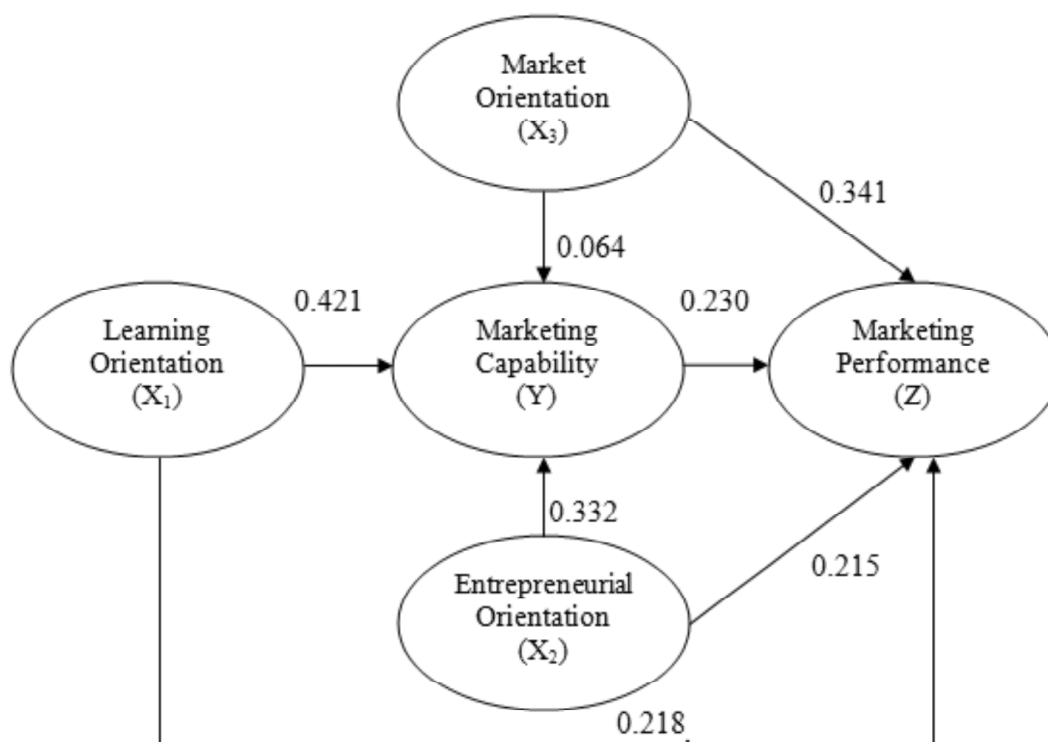 Market
Orientation
(X₃)
0.341
0.064
0.421
0.230
Learning
Orientation
(X₁)
Marketing
Capability
(Y)
Marketing
Performance
(Z)
0.332
0.215
Entrepreneurial
Orientation
(X₂)
0.218